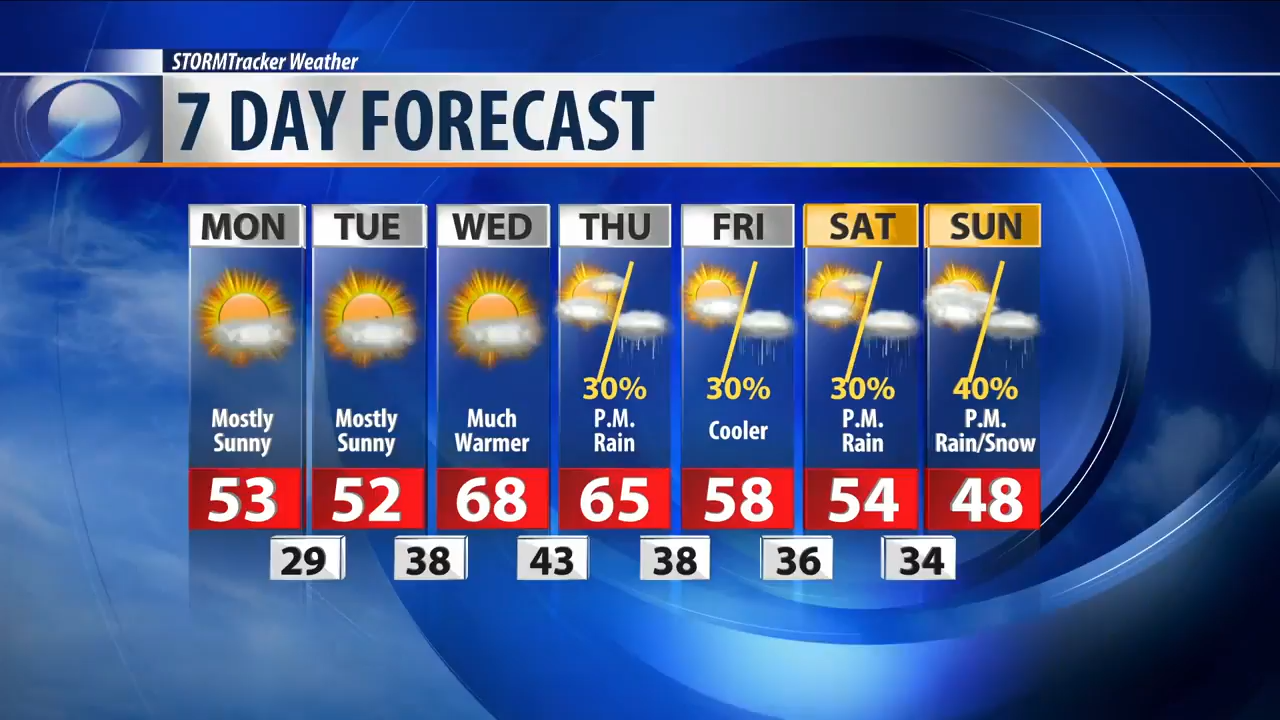 STORMTracker Weather
7 DAY FORECAST
MON TUE WED THU FRI SAT SUN
30% 30% 30% 40%
Mostly Sunny
Mostly Sunny
Much Warmer
P.M. Rain
Cooler
P.M. Rain
P.M. Rain/Snow
53 52 68 65 58 54 48
29 38 43 38 36 34